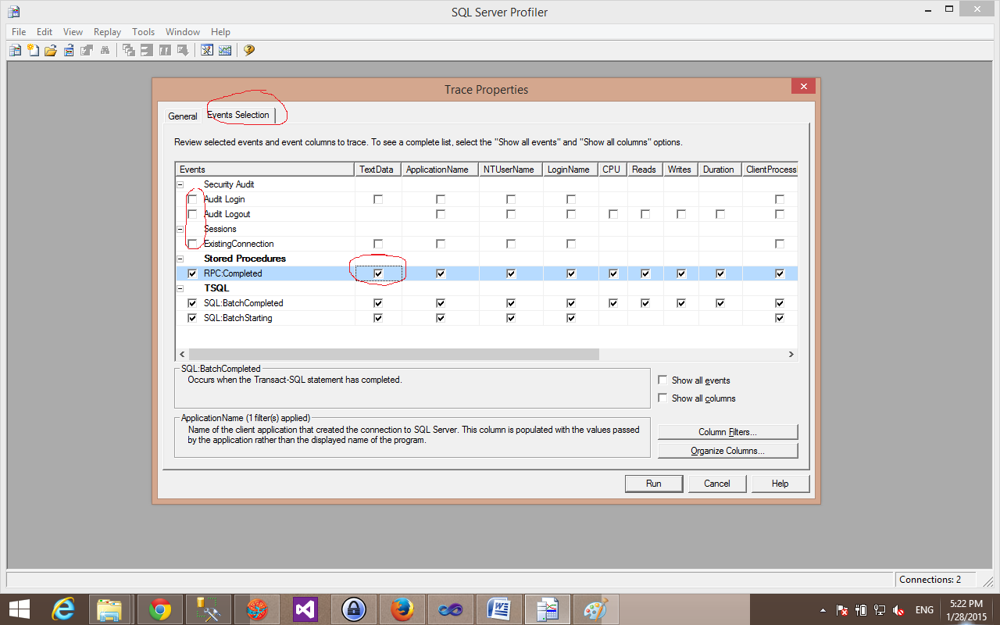 SQL Server Profiler
File Edit View Replay Tools Window Help
Trace Properties
General Events Selection
Review selected events and event columns to trace. To see a complete list, select the "Show all events" and "Show all columns" options.
Events TextData ApplicationName NTUserName LoginName CPU Reads Writes Duration ClientProcessI
Security Audit
Audit Login
Audit Logout
Sessions
ExistingConnection
Stored Procedures
RPC:Completed
TSQL
SQL:BatchCompleted
SQL:BatchStarting
SQL:BatchCompleted
Occurs when the Transact-SQL statement has completed.
Show all events
Show all columns
ApplicationName (1 filter(s) applied)
Name of the client application that created the connection to SQL Server. This column is populated with the values passed
by the application rather than the displayed name of the program.
Column Filters...
Organize Columns...
Run Cancel Help
Connections: 2
ENG
5:22 PM
1/28/2015